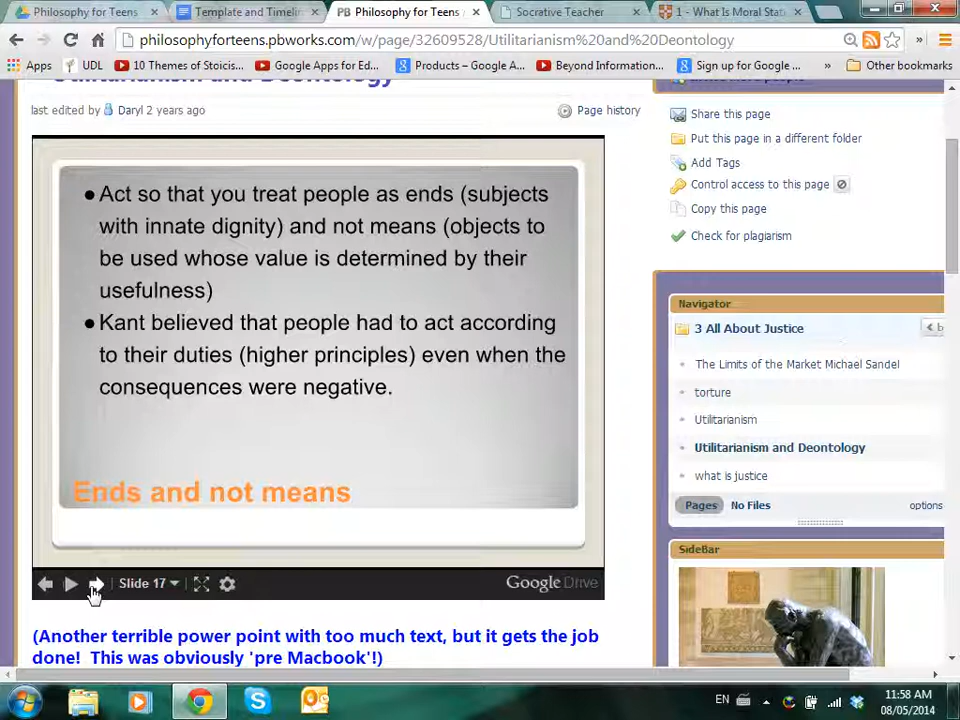 Philosophy for Teens
Template and Timelin
PB Philosophy for Teens
Socrative Teacher
1 - What Is Moral Stat
philosophyforteens.pbworks.com/w/page/32609528/Utilitarianism%20and%20Deontology
Apps
UDL
10 Themes of Stoicis...
Google Apps for Ed...
Products – Google A...
Beyond Information...
Sign up for Google ...
»
Other bookmarks
Utilitarianism and Deontology
last edited by Daryl 2 years ago
Page history
●Act so that you treat people as ends (subjects
with innate dignity) and not means (objects to
be used whose value is determined by their
usefulness)
●Kant believed that people had to act according
to their duties (higher principles) even when the
consequences were negative.
Ends and not means
Slide 17
Google Drive
(Another terrible power point with too much text, but it gets the job
done! This was obviously 'pre Macbook'!)
Share this page
Put this page in a different folder
Add Tags
Control access to this page
Copy this page
Check for plagiarism
Navigator
3 All About Justice
b
The Limits of the Market Michael Sandel
torture
Utilitarianism
Utilitarianism and Deontology
what is justice
Pages
No Files
options
SideBar
EN
11:58 AM
08/05/2014